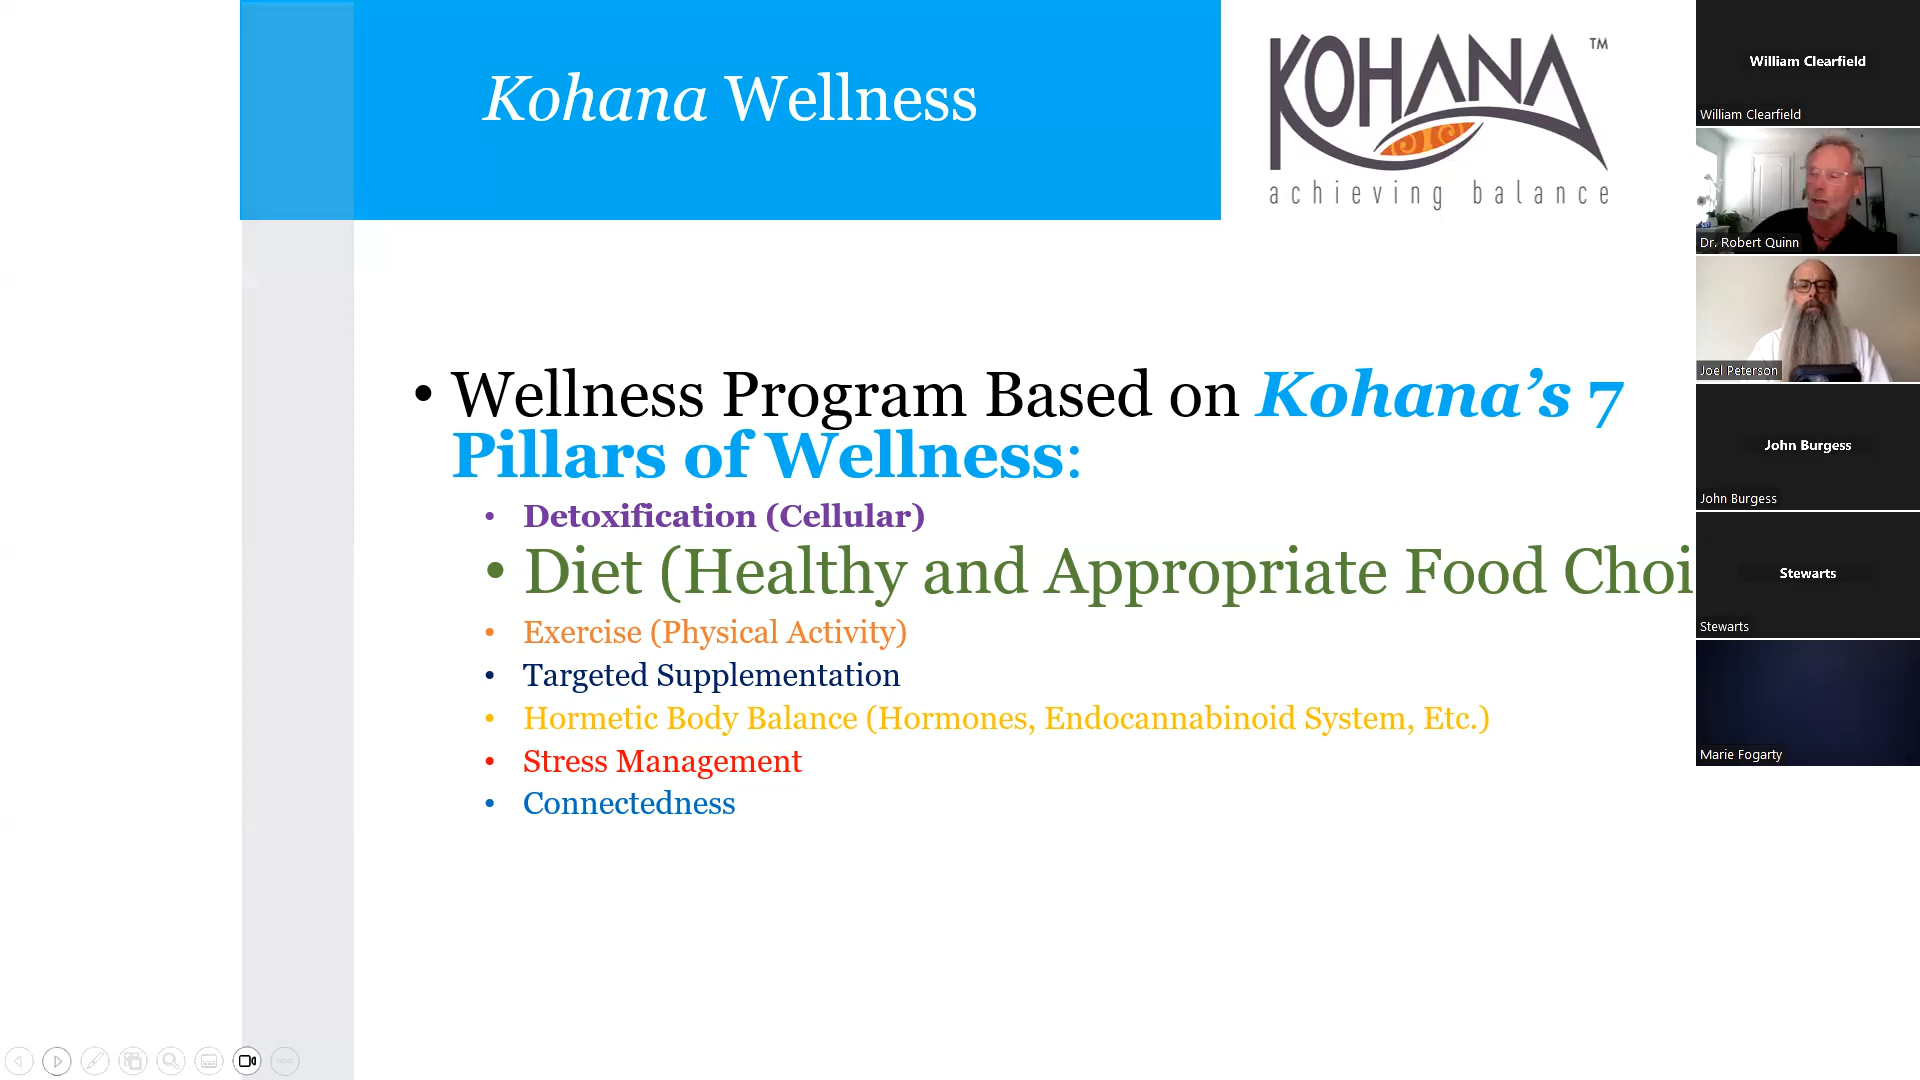 Kohana Wellness
KOHANA™
achieving balance
• Wellness Program Based on Kohana’s 7
Pillars of Wellness:
• Detoxification (Cellular)
• Diet (Healthy and Appropriate Food Choi
• Exercise (Physical Activity)
• Targeted Supplementation
• Hormetic Body Balance (Hormones, Endocannabinoid System, Etc.)
• Stress Management
• Connectedness
William Clearfield
William Clearfield
Dr. Robert Quinn
Joel Peterson
John Burgess
John Burgess
Stewarts
Stewarts
Marie Fogarty